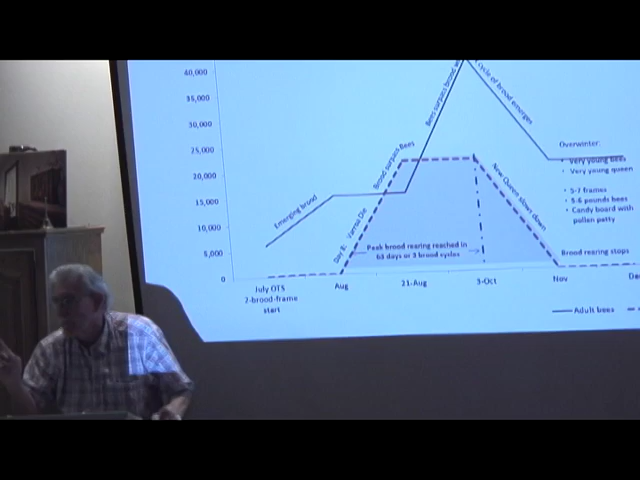 40,000
35,000
30,000
25,000
20,000
15,000
10,000
5,000
0
Emerging brood
Day 8: Varroa Die
Brood surpass Bees
Bees surpass brood
cycle of brood emerges
New Queen slows down
Peak brood rearing reached in
63 days or 3 brood cycles
Overwinter:
• Very young bees
• Very young queen
• 5-7 frames
• 5-6 pounds bees
• Candy board with
pollen patty
Brood rearing stops
July OTS
2-brood-frame
start
Aug
21-Aug
3-Oct
Nov
Adult bees